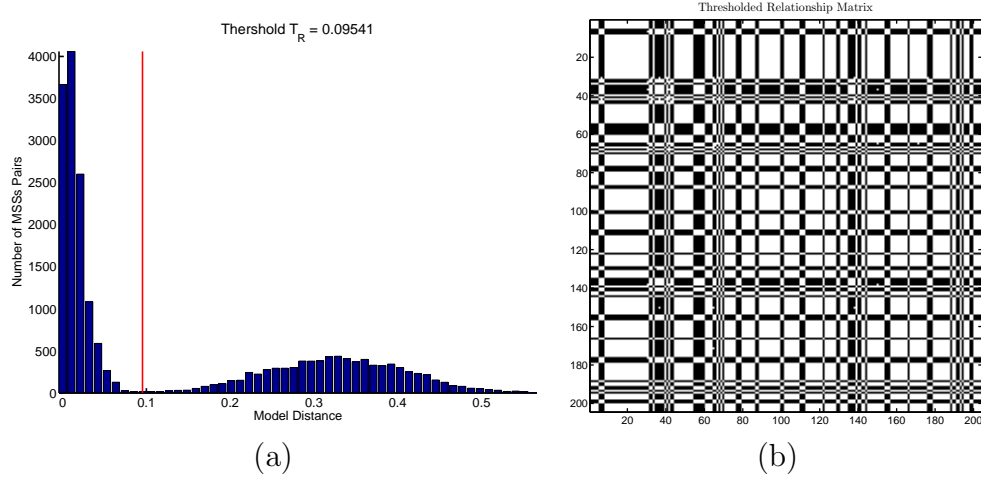 Thershold T_R = 0.09541
Number of MSSs Pairs
4000
3500
3000
2500
2000
1500
1000
500
0
0 0.1 0.2 0.3 0.4 0.5
Model Distance
(a)
Thresholded Relationship Matrix
20
40
60
80
100
120
140
160
180
200
20 40 60 80 100 120 140 160 180 200
(b)